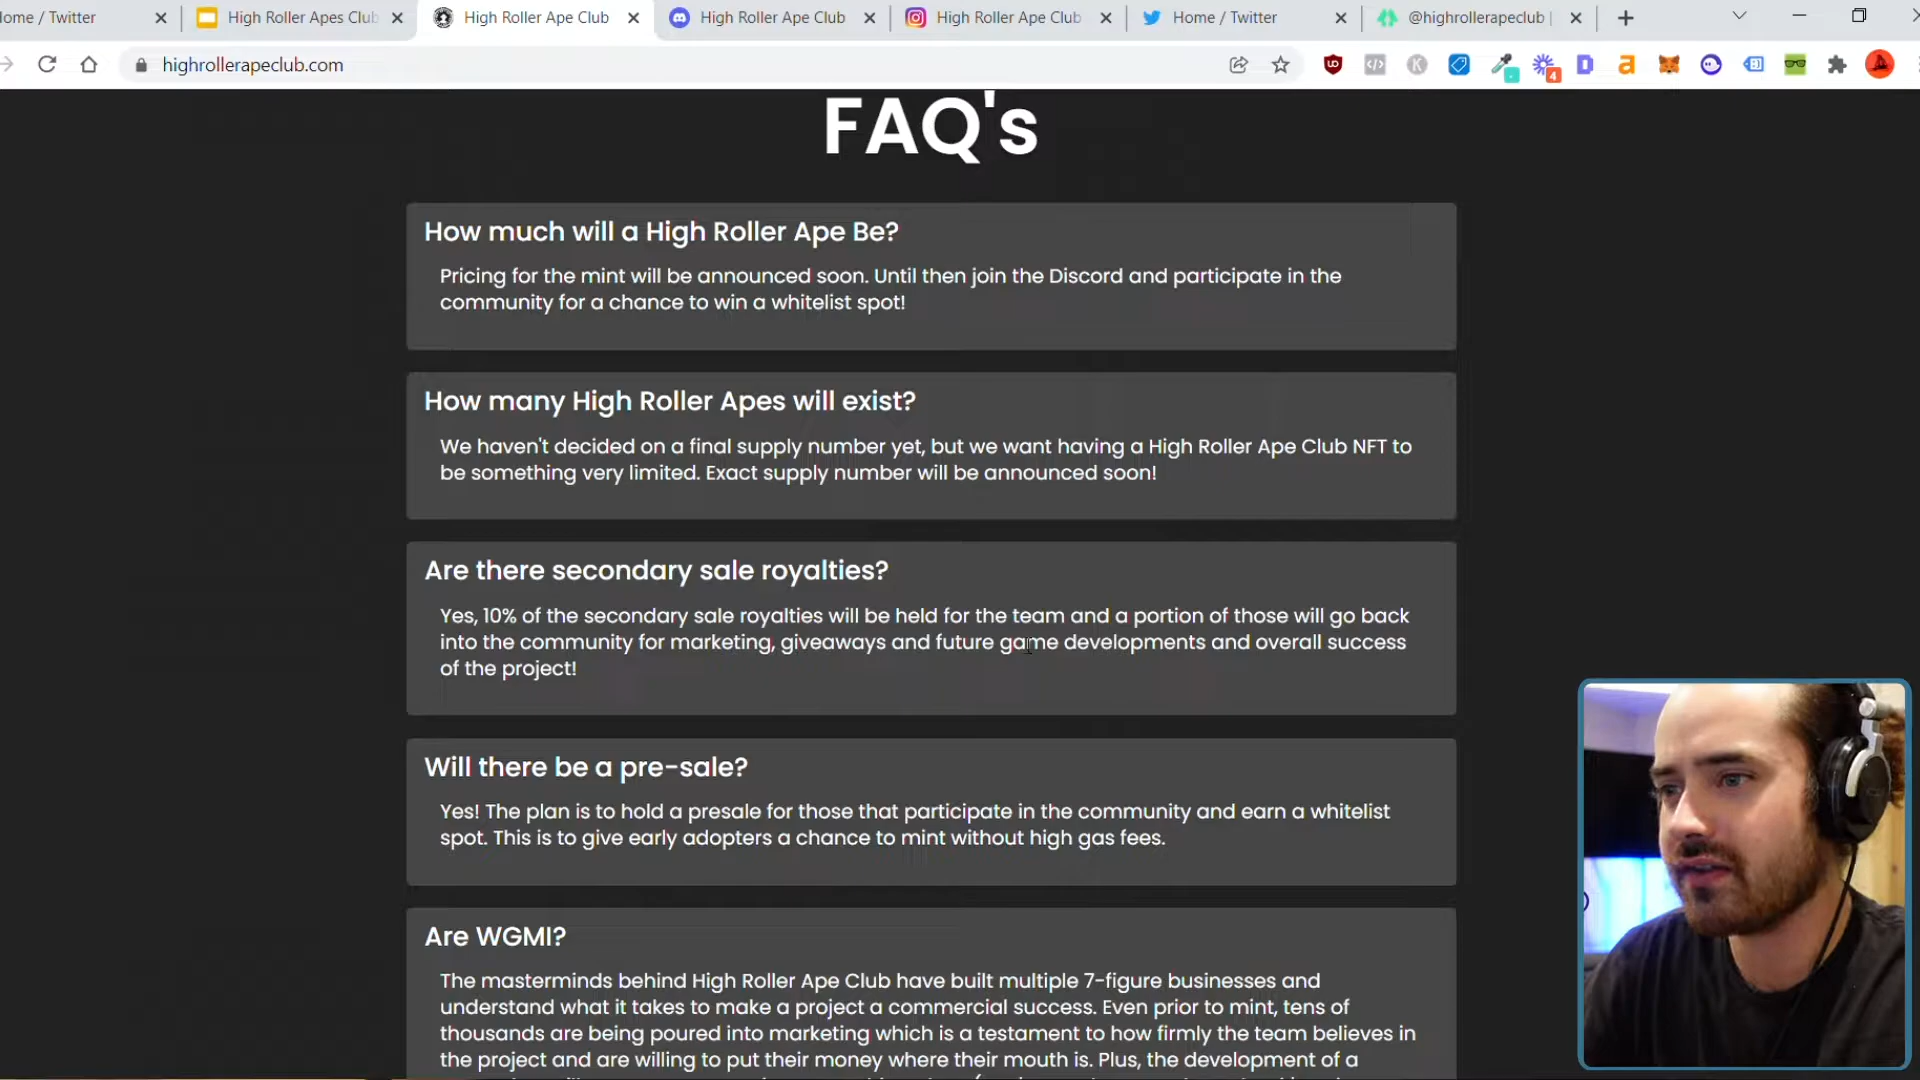 Home / Twitter
High Roller Apes Club
High Roller Ape Club
High Roller Ape Club
High Roller Ape Club
Home / Twitter
@highrollerapeclub |
highrollerapeclub.com
4
FAQ's
How much will a High Roller Ape Be?
Pricing for the mint will be announced soon. Until then join the Discord and participate in the
community for a chance to win a whitelist spot!
How many High Roller Apes will exist?
We haven't decided on a final supply number yet, but we want having a High Roller Ape Club NFT to
be something very limited. Exact supply number will be announced soon!
Are there secondary sale royalties?
Yes, 10% of the secondary sale royalties will be held for the team and a portion of those will go back
into the community for marketing, giveaways and future game developments and overall success
of the project!
Will there be a pre-sale?
Yes! The plan is to hold a presale for those that participate in the community and earn a whitelist
spot. This is to give early adopters a chance to mint without high gas fees.
Are WGMI?
The masterminds behind High Roller Ape Club have built multiple 7-figure businesses and
understand what it takes to make a project a commercial success. Even prior to mint, tens of
thousands are being poured into marketing which is a testament to how firmly the team believes in
the project and are willing to put their money where their mouth is. Plus, the development of a